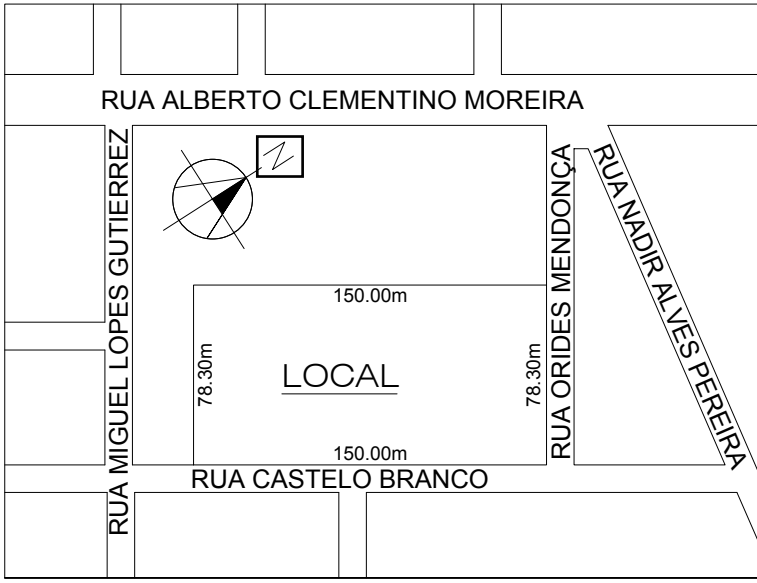 RUA ALBERTO CLEMENTINO MOREIRA
N
RUA MIGUEL LOPES GUTIERREZ
RUA ORIDES MENDONÇA
RUA NADIR ALVES PEREIRA
150.00m
78.30m
LOCAL
78.30m
150.00m
RUA CASTELO BRANCO